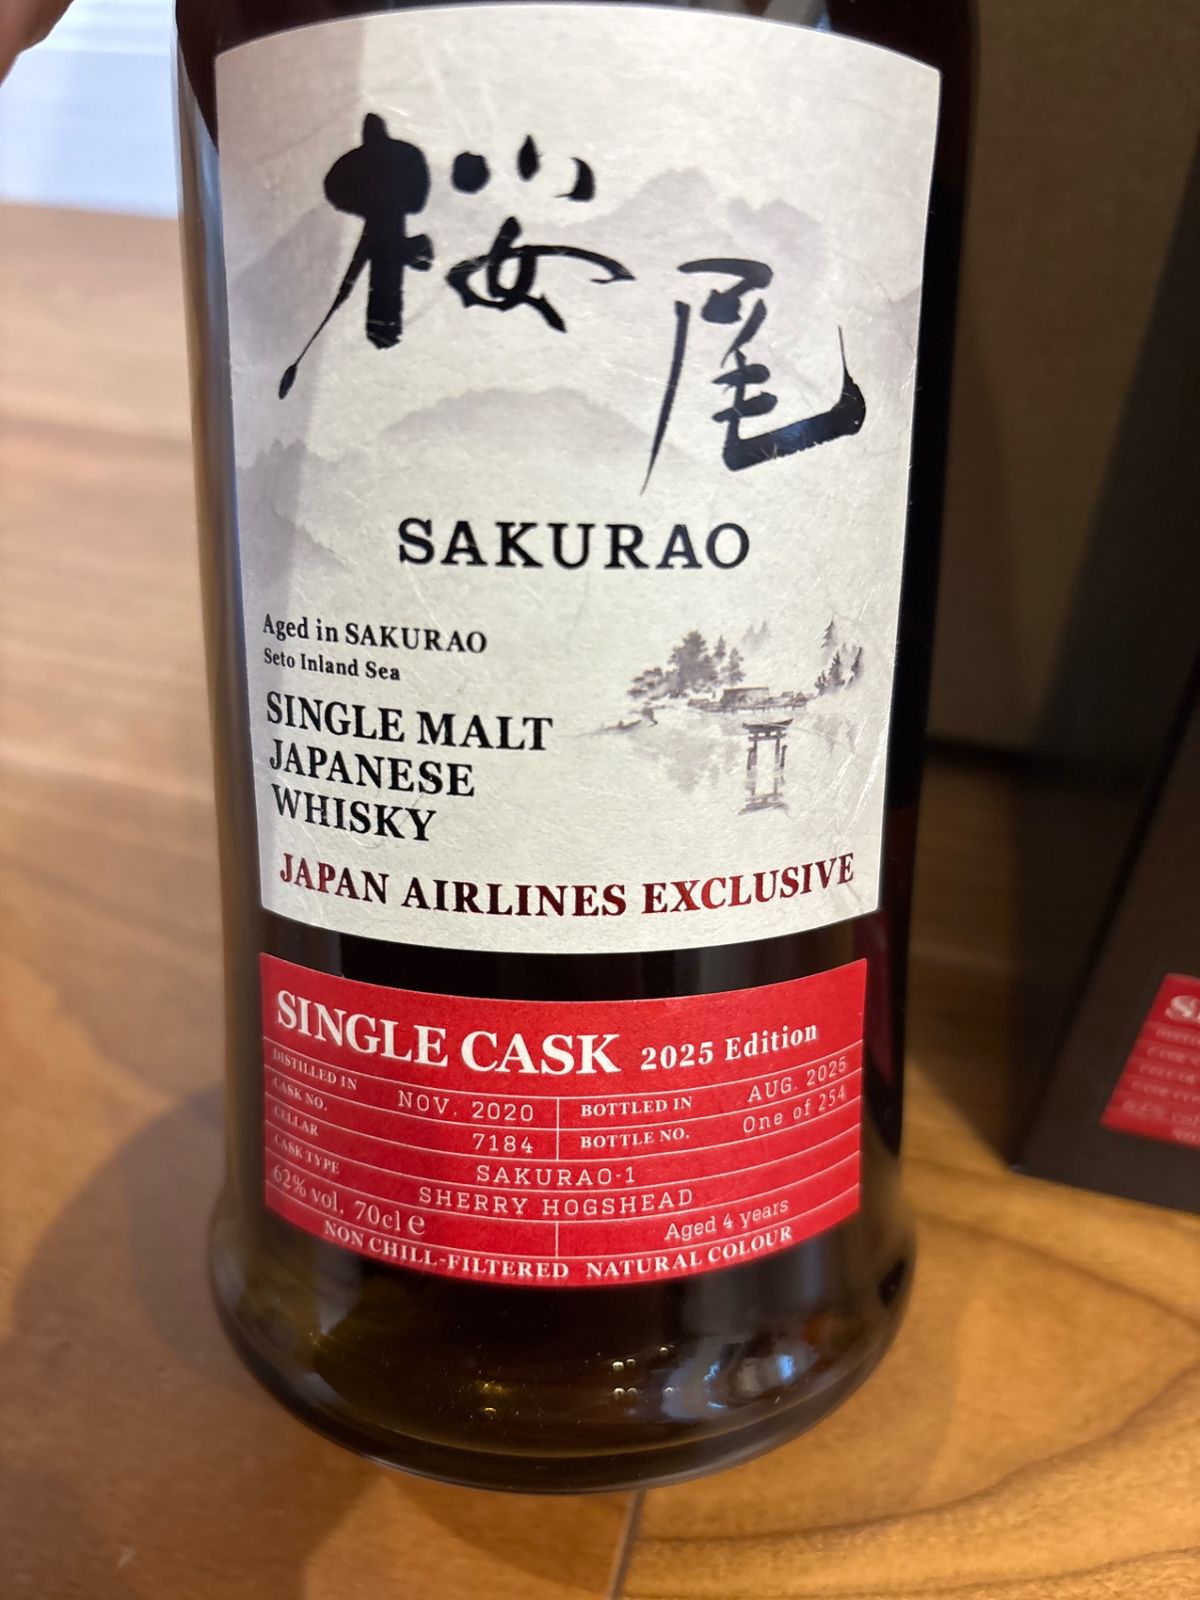 桜尾
SAKURAO
Aged in SAKURAO
Seto Inland Sea
SINGLE MALT
JAPANESE
WHISKY
JAPAN AIRLINES EXCLUSIVE
SINGLE CASK 2025 Edition
DISTILLED IN NOV. 2020 BOTTLED IN AUG. 2025
CASK NO. 7184 BOTTLE NO. One of 254
CELLAR SAKURAO-1
CASK TYPE SHERRY HOGSHEAD
62% vol. 70cl e Aged 4 years
NON CHILL-FILTERED NATURAL COLOUR